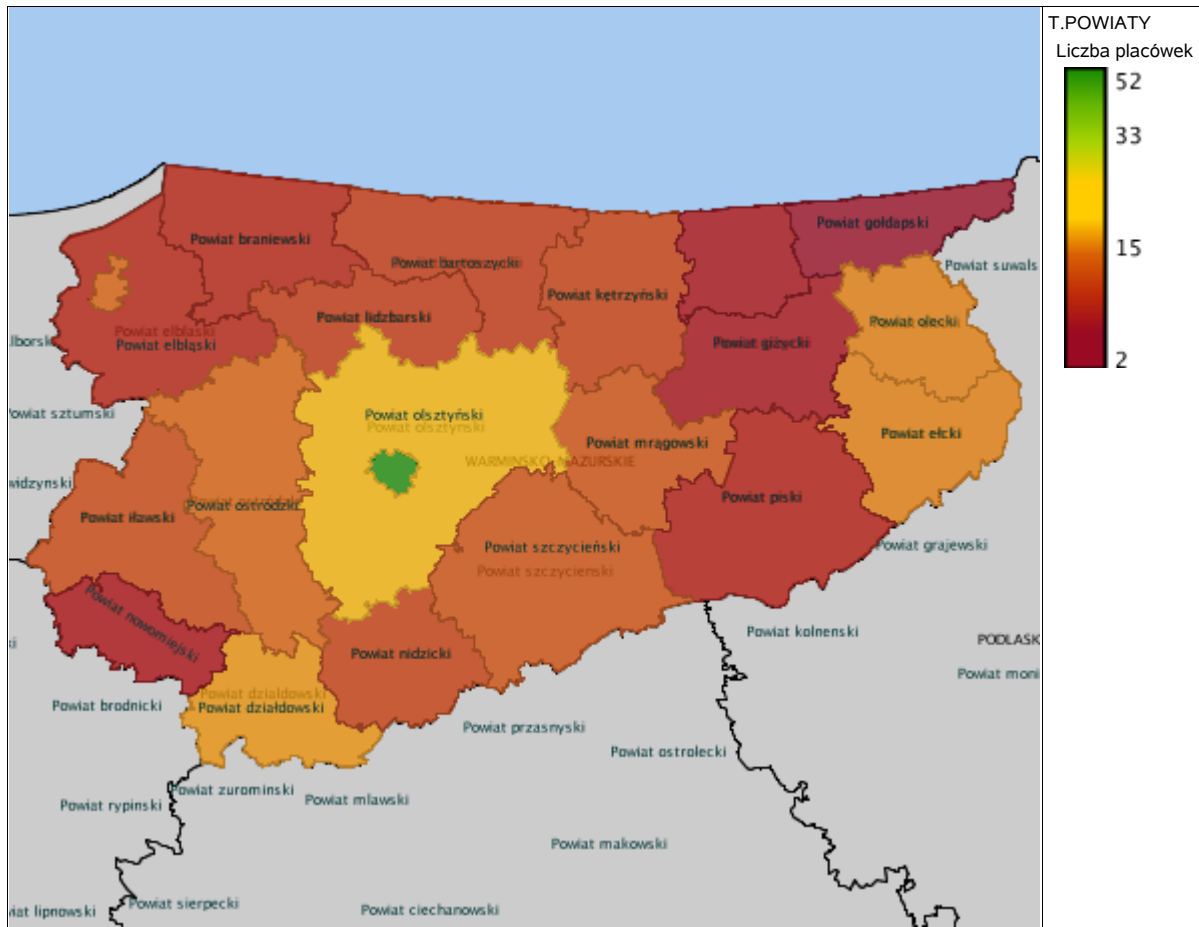 T.POWIATY
Liczba placówek
52
33
15
2
Powiat gołdapski
Powiat braniewski
Powiat bartoszycki
Powiat suwals
Powiat kętrzyński
Powiat lidzbarski
Powiat olecki
Powiat elbląski
Powiat elbląski
Powiat giżycki
Powiat sztumski
Powiat olsztyński
Powiat olsztyński
Powiat ełcki
Powiat mrągowski
WARMIŃSKO-MAZURSKIE
widzynski
Powiat piski
Powiat ostródzki
Powiat iławski
Powiat szczycieński
Powiat grajewski
Powiat szczycienski
Powiat nowomiejski
Powiat kolnenski
PODLASK
Powiat nidzicki
Powiat moni
Powiat działdowski
Powiat działdowski
Powiat brodnicki
Powiat przasnyski
Powiat ostrołecki
Powiat zurominski
Powiat mlawski
Powiat rypinski
Powiat makowski
Powiat sierpecki
wiat lipnowski
Powiat ciechanowski